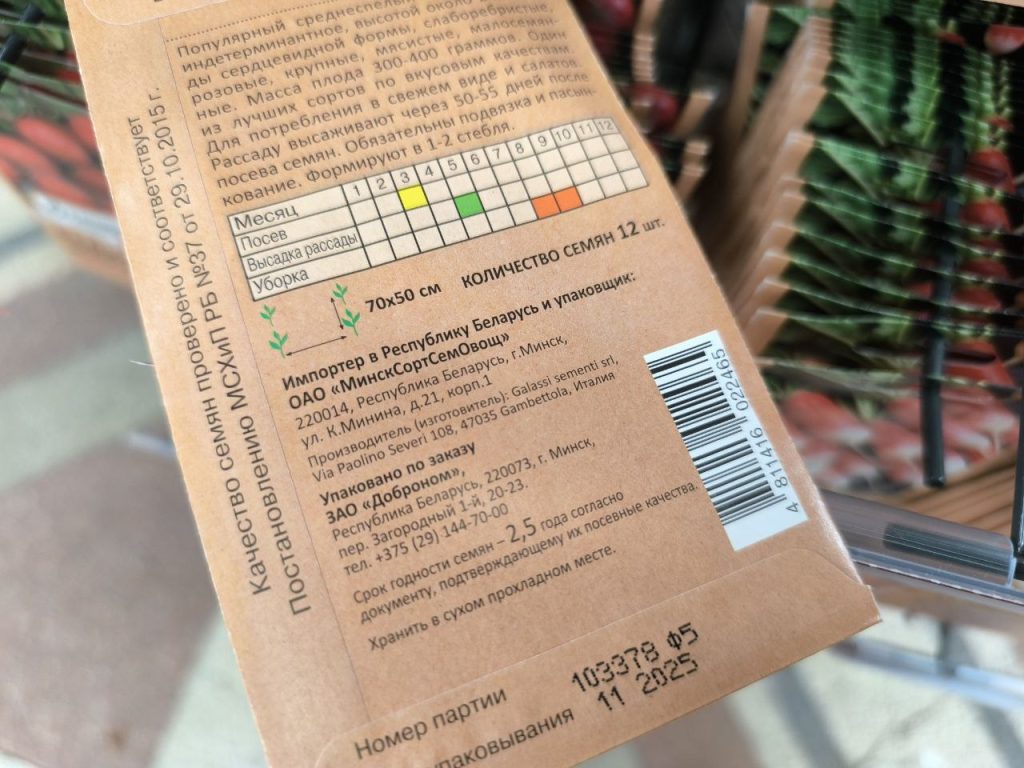 Популярный среднеспелый
индетерминантное, высотой около
ды сердцевидной формы, слаборебристые,
розовые, крупные, мясистые, малосемян-
ные. Масса плода 300-400 граммов. Один
из лучших сортов по вкусовым качествам.
Для потребления в свежем виде и салатов.
Рассаду высаживают через 50-55 дней после
посева семян. Обязательны подвязка и пасын-
кование. Формируют в 1-2 стебля.
Месяц 1 2 3 4 5 6 7 8 9 10 11 12
Посев
Высадка рассады
Уборка
70х50 см КОЛИЧЕСТВО СЕМЯН 12 шт.
Импортер в Республику Беларусь и упаковщик:
ОАО «МинскСортСемОвощ»
220014, Республика Беларусь, г.Минск,
ул. К.Минина, д.21, корп.1
Производитель (изготовитель): Galassi sementi srl,
Via Paolino Severi 108, 47035 Gambettola, Италия
Упаковано по заказу
ЗАО «Доброном»,
Республика Беларусь, 220073, г. Минск,
пер. Загородный 1-й, 20-23.
тел. +375 (29) 144-70-00
Срок годности семян – 2,5 года согласно
документу, подтверждающему их посевные качества.
Хранить в сухом прохладном месте.
Номер партии 103378 Ф5
упаковывания 11 2025
Качество семян проверено и соответствует
Постановлению МСХиП РБ №37 от 29.10.2015 г.
4 811416 022465